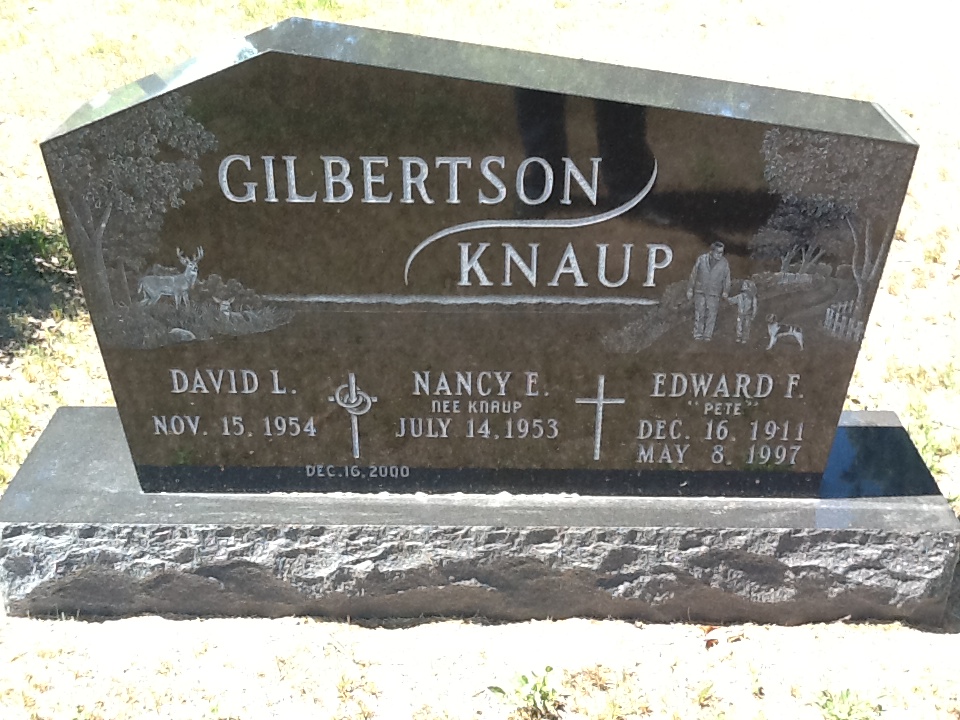 GILBERTSON
KNAUP
DAVID L.
NOV. 15, 1954
DEC. 16, 2000
NANCY E.
NEE KNAUP
JULY 14, 1953
EDWARD F.
"PETE"
DEC. 16, 1911
MAY 8, 1997